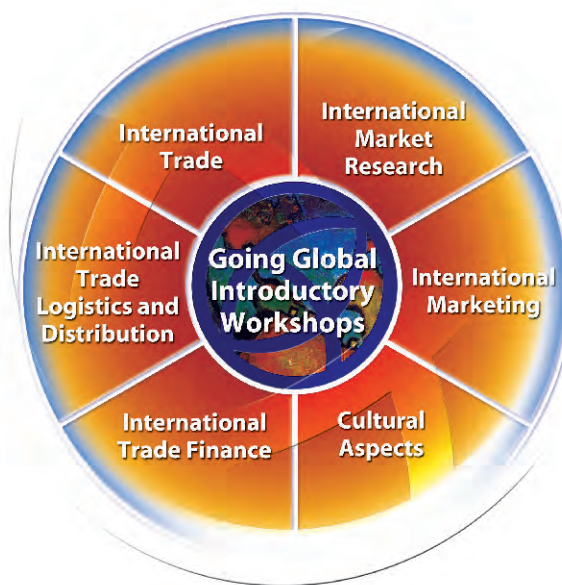 International
Trade
International
Market
Research
International
Marketing
Cultural
Aspects
International
Trade Finance
International
Trade
Logistics and
Distribution
Going Global
Introductory
Workshops